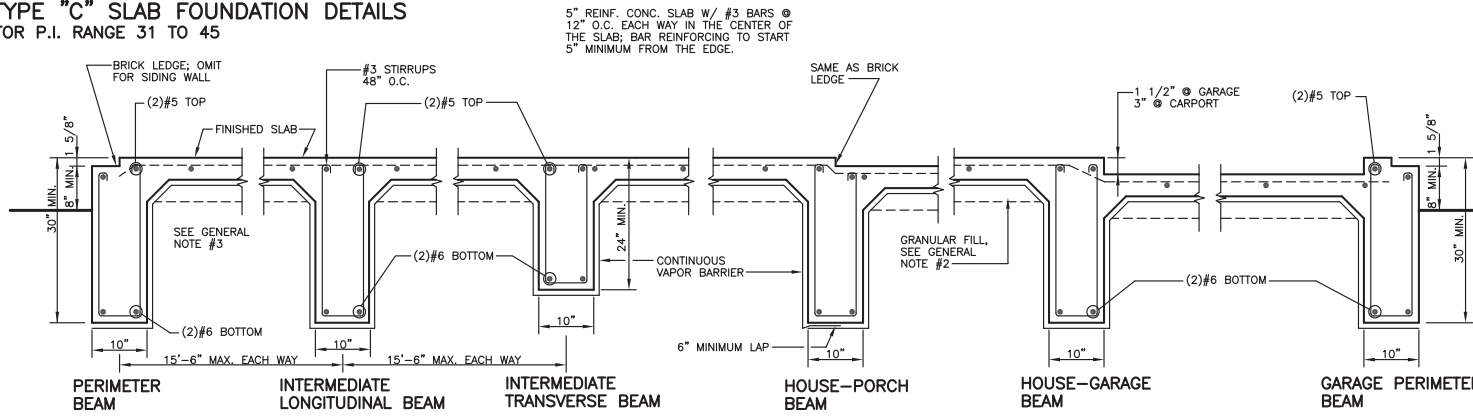 TYPE "C" SLAB FOUNDATION DETAILS
FOR P.I. RANGE 31 TO 45
5" REINF. CONC. SLAB W/ #3 BARS @
12" O.C. EACH WAY IN THE CENTER OF
THE SLAB; BAR REINFORCING TO START
5" MINIMUM FROM THE EDGE.
BRICK LEDGE; OMIT
FOR SIDING WALL
(2)#5 TOP
#3 STIRRUPS
48" O.C.
(2)#5 TOP
SAME AS BRICK
LEDGE
1 1/2" @ GARAGE
3" @ CARPORT
(2)#5 TOP
1 5/8"
FINISHED SLAB
1 5/8"
30" MIN.
8" MIN.
SEE GENERAL
NOTE #3
(2)#6 BOTTOM
24" MIN.
CONTINUOUS
VAPOR BARRIER
GRANULAR FILL,
SEE GENERAL
NOTE #2
(2)#6 BOTTOM
8" MIN.
30" MIN.
(2)#6 BOTTOM
6" MINIMUM LAP
10"
10"
10"
10"
10"
10"
15'-6" MAX. EACH WAY
15'-6" MAX. EACH WAY
PERIMETER
BEAM
INTERMEDIATE
LONGITUDINAL BEAM
INTERMEDIATE
TRANSVERSE BEAM
HOUSE-PORCH
BEAM
HOUSE-GARAGE
BEAM
GARAGE PERIMETER
BEAM